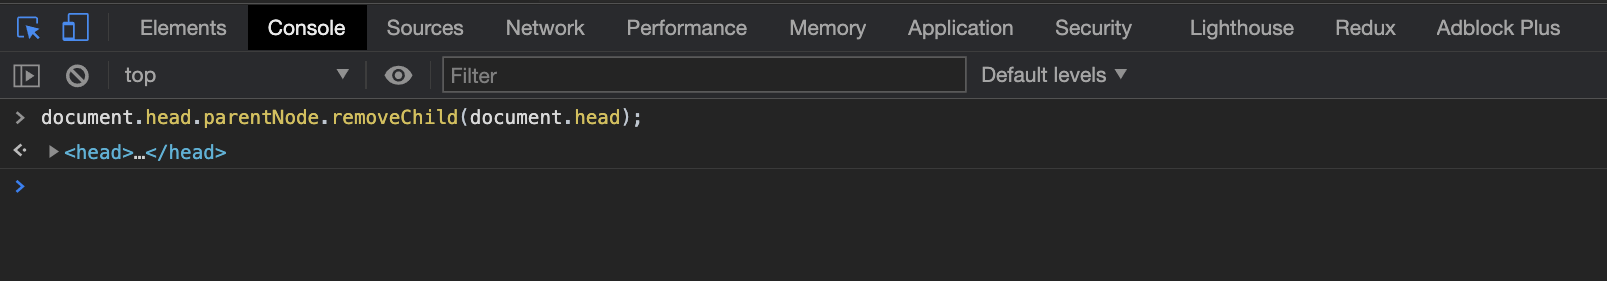 Elements Console Sources Network Performance Memory Application Security Lighthouse Redux Adblock Plus
top Filter Default levels
document.head.parentNode.removeChild(document.head);
<head>…</head>